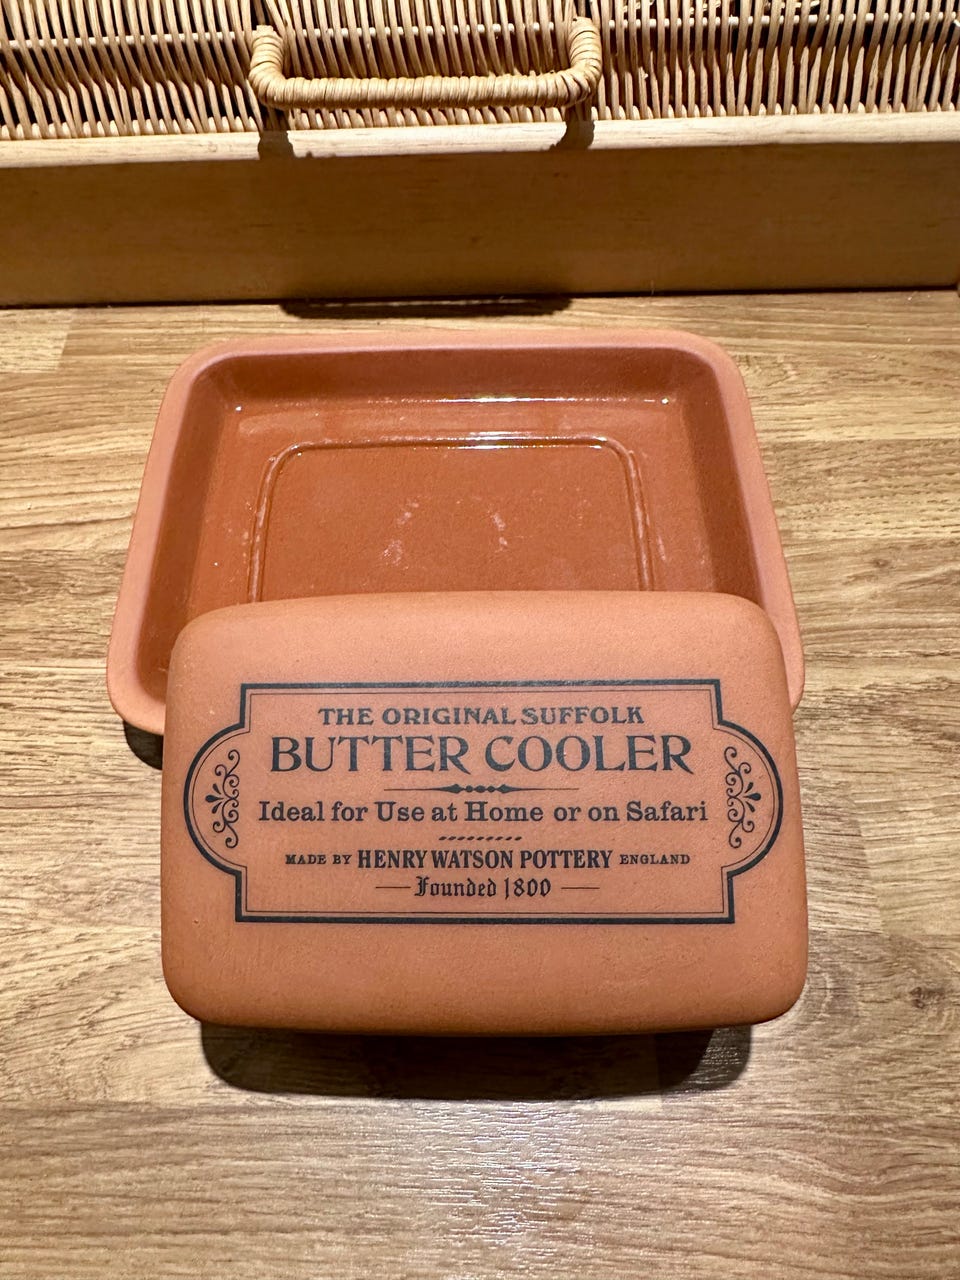 THE ORIGINAL SUFFOLK
BUTTER COOLER
Ideal for Use at Home or on Safari
MADE BY HENRY WATSON POTTERY ENGLAND
Founded 1800